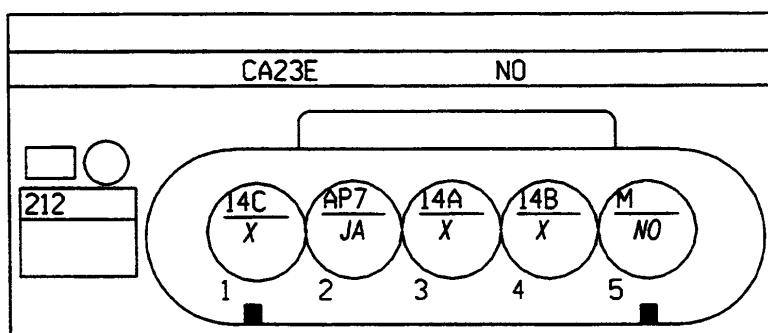 CA23E NO
212
14C AP7 14A 14B M
X JA X X NO
1 2 3 4 5